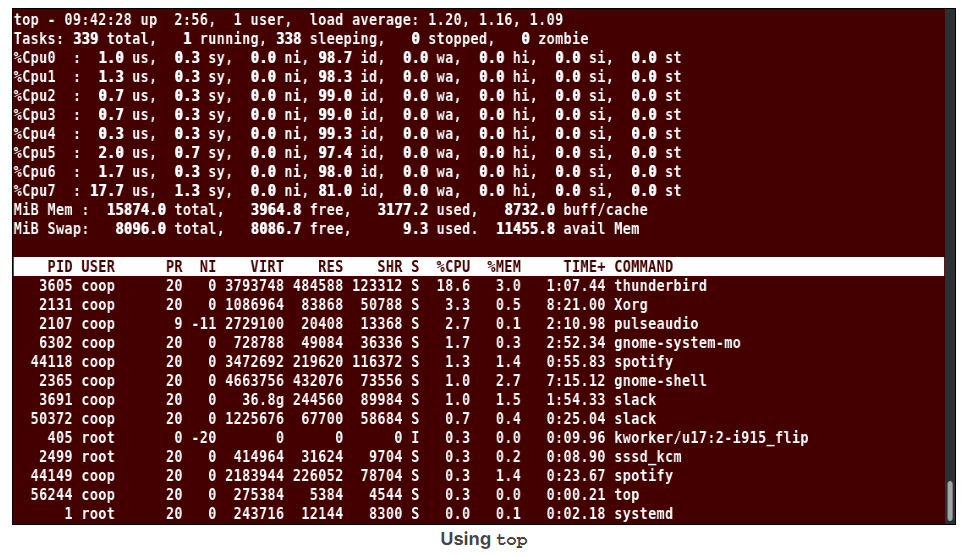 top - 09:42:28 up  2:56,  1 user,  load average: 1.20, 1.16, 1.09
Tasks: 339 total,   1 running, 338 sleeping,   0 stopped,   0 zombie
%Cpu0  :  1.0 us,  0.3 sy,  0.0 ni, 98.7 id,  0.0 wa,  0.0 hi,  0.0 si,  0.0 st
%Cpu1  :  1.3 us,  0.3 sy,  0.0 ni, 98.3 id,  0.0 wa,  0.0 hi,  0.0 si,  0.0 st
%Cpu2  :  0.7 us,  0.3 sy,  0.0 ni, 99.0 id,  0.0 wa,  0.0 hi,  0.0 si,  0.0 st
%Cpu3  :  0.7 us,  0.3 sy,  0.0 ni, 99.0 id,  0.0 wa,  0.0 hi,  0.0 si,  0.0 st
%Cpu4  :  0.3 us,  0.3 sy,  0.0 ni, 99.3 id,  0.0 wa,  0.0 hi,  0.0 si,  0.0 st
%Cpu5  :  2.0 us,  0.7 sy,  0.0 ni, 97.4 id,  0.0 wa,  0.0 hi,  0.0 si,  0.0 st
%Cpu6  :  1.7 us,  0.3 sy,  0.0 ni, 98.0 id,  0.0 wa,  0.0 hi,  0.0 si,  0.0 st
%Cpu7  : 17.7 us,  1.3 sy,  0.0 ni, 81.0 id,  0.0 wa,  0.0 hi,  0.0 si,  0.0 st
MiB Mem :  15874.0 total,   3964.8 free,   3177.2 used,   8732.0 buff/cache
MiB Swap:   8096.0 total,   8086.7 free,      9.3 used.  11455.8 avail Mem
PID USER      PR  NI    VIRT    RES    SHR S  %CPU  %MEM     TIME+ COMMAND
3605 coop      20   0 3793748 484588 123312 S  18.6   3.0   1:07.44 thunderbird
2131 coop      20   0 1086964  83868  50788 S   3.3   0.5   8:21.00 Xorg
2107 coop       9 -11 2729100  20408  13368 S   2.7   0.1   2:10.98 pulseaudio
6302 coop      20   0  728788  49084  36336 S   1.7   0.3   2:52.34 gnome-system-mo
44118 coop      20   0 3472692 219620 116372 S   1.3   1.4   0:55.83 spotify
2365 coop      20   0 4663756 432076  73556 S   1.0   2.7   7:15.12 gnome-shell
3691 coop      20   0   36.8g 244560  89984 S   1.0   1.5   1:54.33 slack
50372 coop      20   0 1225676  67700  58684 S   0.7   0.4   0:25.04 slack
405 root       0 -20       0      0      0 I   0.3   0.0   0:09.96 kworker/u17:2-i915_flip
2499 root      20   0  414964  31624   9704 S   0.3   0.2   0:08.90 sssd_kcm
44149 coop      20   0 2183944 226052  78704 S   0.3   1.4   0:23.67 spotify
56244 coop      20   0  275384   5384   4544 S   0.3   0.0   0:00.21 top
1 root      20   0  243716  12144   8300 S   0.0   0.1   0:02.18 systemd
Using top